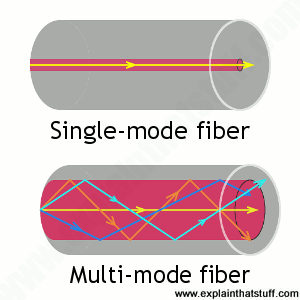 Single-mode fiber
Multi-mode fiber
www.explainthatstuff.com